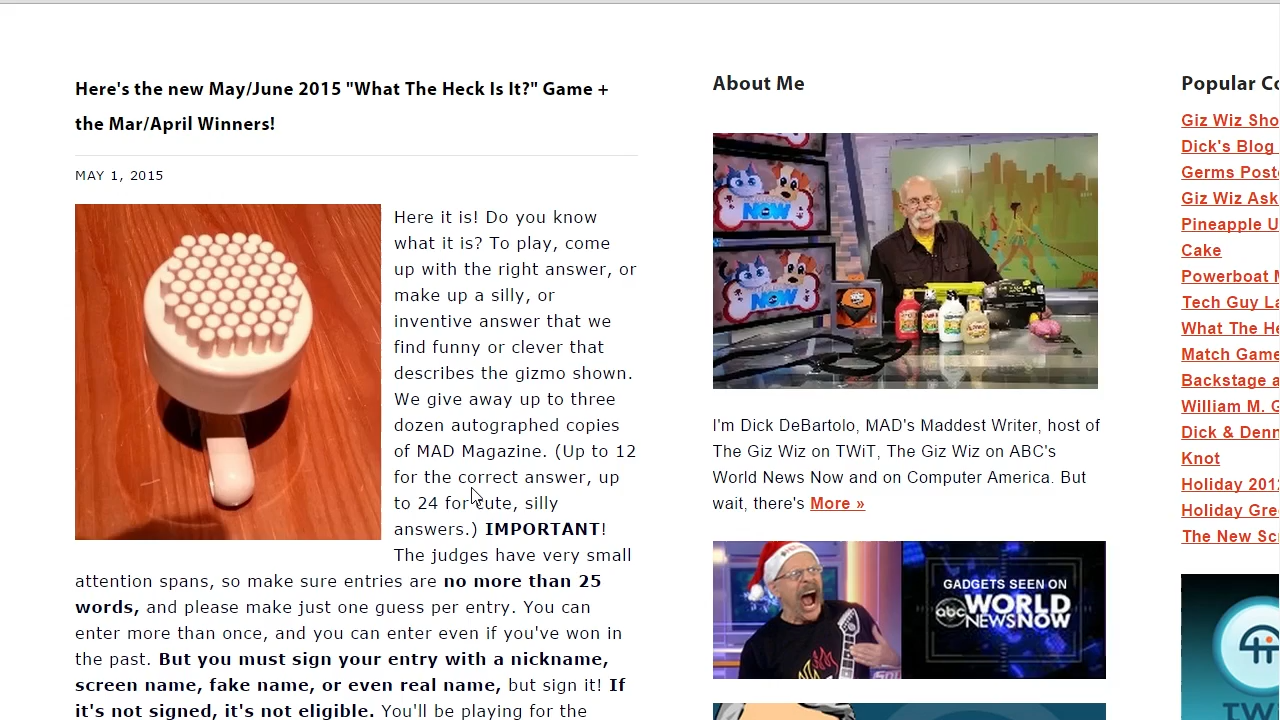 Here's the new May/June 2015 "What The Heck Is It?" Game +
the Mar/April Winners!
MAY 1, 2015
Here it is! Do you know
what it is? To play, come
up with the right answer, or
make up a silly, or
inventive answer that we
find funny or clever that
describes the gizmo shown.
We give away up to three
dozen autographed copies
of MAD Magazine. (Up to 12
for the correct answer, up
to 24 for cute, silly
answers.) IMPORTANT!
The judges have very small
attention spans, so make sure entries are no more than 25
words, and please make just one guess per entry. You can
enter more than once, and you can enter even if you've won in
the past. But you must sign your entry with a nickname,
screen name, fake name, or even real name, but sign it! If
it's not signed, it's not eligible. You'll be playing for the
About Me
NOW
NOW
I'm Dick DeBartolo, MAD's Maddest Writer, host of
The Giz Wiz on TWiT, The Giz Wiz on ABC's
World News Now and on Computer America. But
wait, there's More »
GADGETS SEEN ON
abc WORLD
NEWSNOW
Popular Co
Giz Wiz Sho
Dick's Blog
Germs Poste
Giz Wiz Ask
Pineapple U
Cake
Powerboat M
Tech Guy La
What The He
Match Game
Backstage a
William M. G
Dick & Denn
Knot
Holiday 2012
Holiday Gre
The New Scr
TW